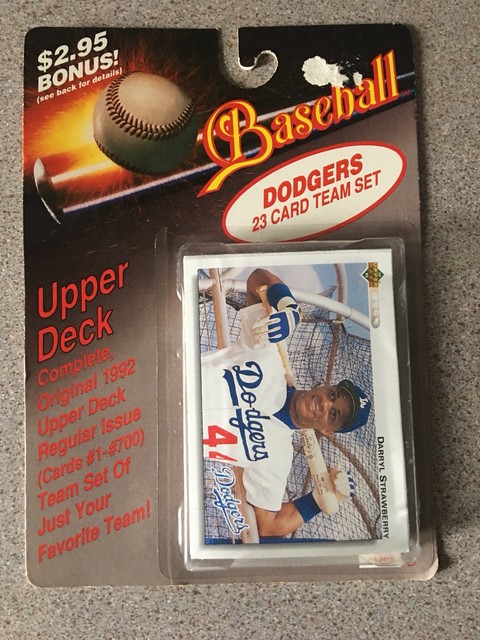 $2.95
BONUS!
(see back for details)
Baseball
DODGERS
23 CARD TEAM SET
Upper
Deck
Complete,
Original 1992
Upper Deck
Regular Issue
(Cards #1-#700)
Team Set Of
Just Your
Favorite Team!
DARRYL STRAWBERRY
Dodgers
44
Dodgers
LA